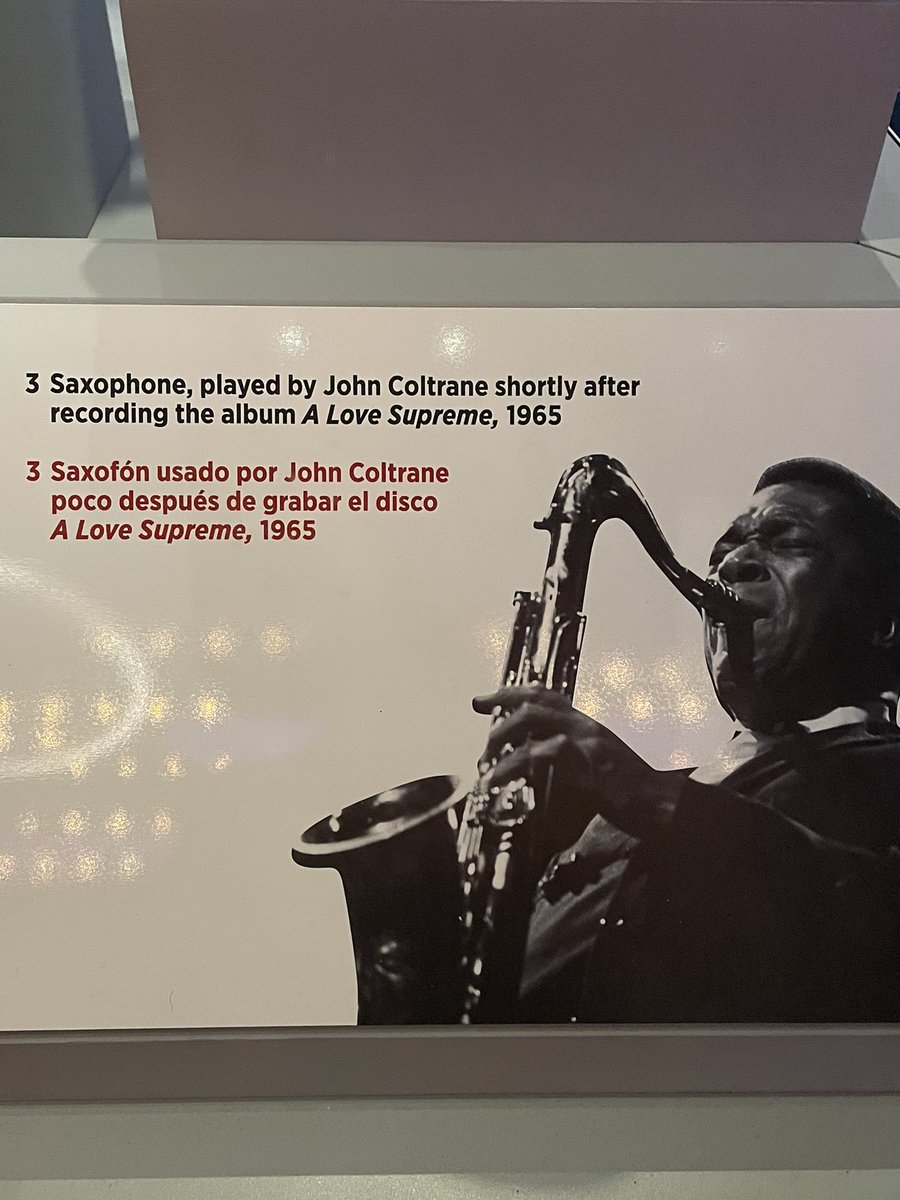 3 Saxophone, played by John Coltrane shortly after
recording the album A Love Supreme, 1965
3 Saxofón usado por John Coltrane
poco después de grabar el disco
A Love Supreme, 1965